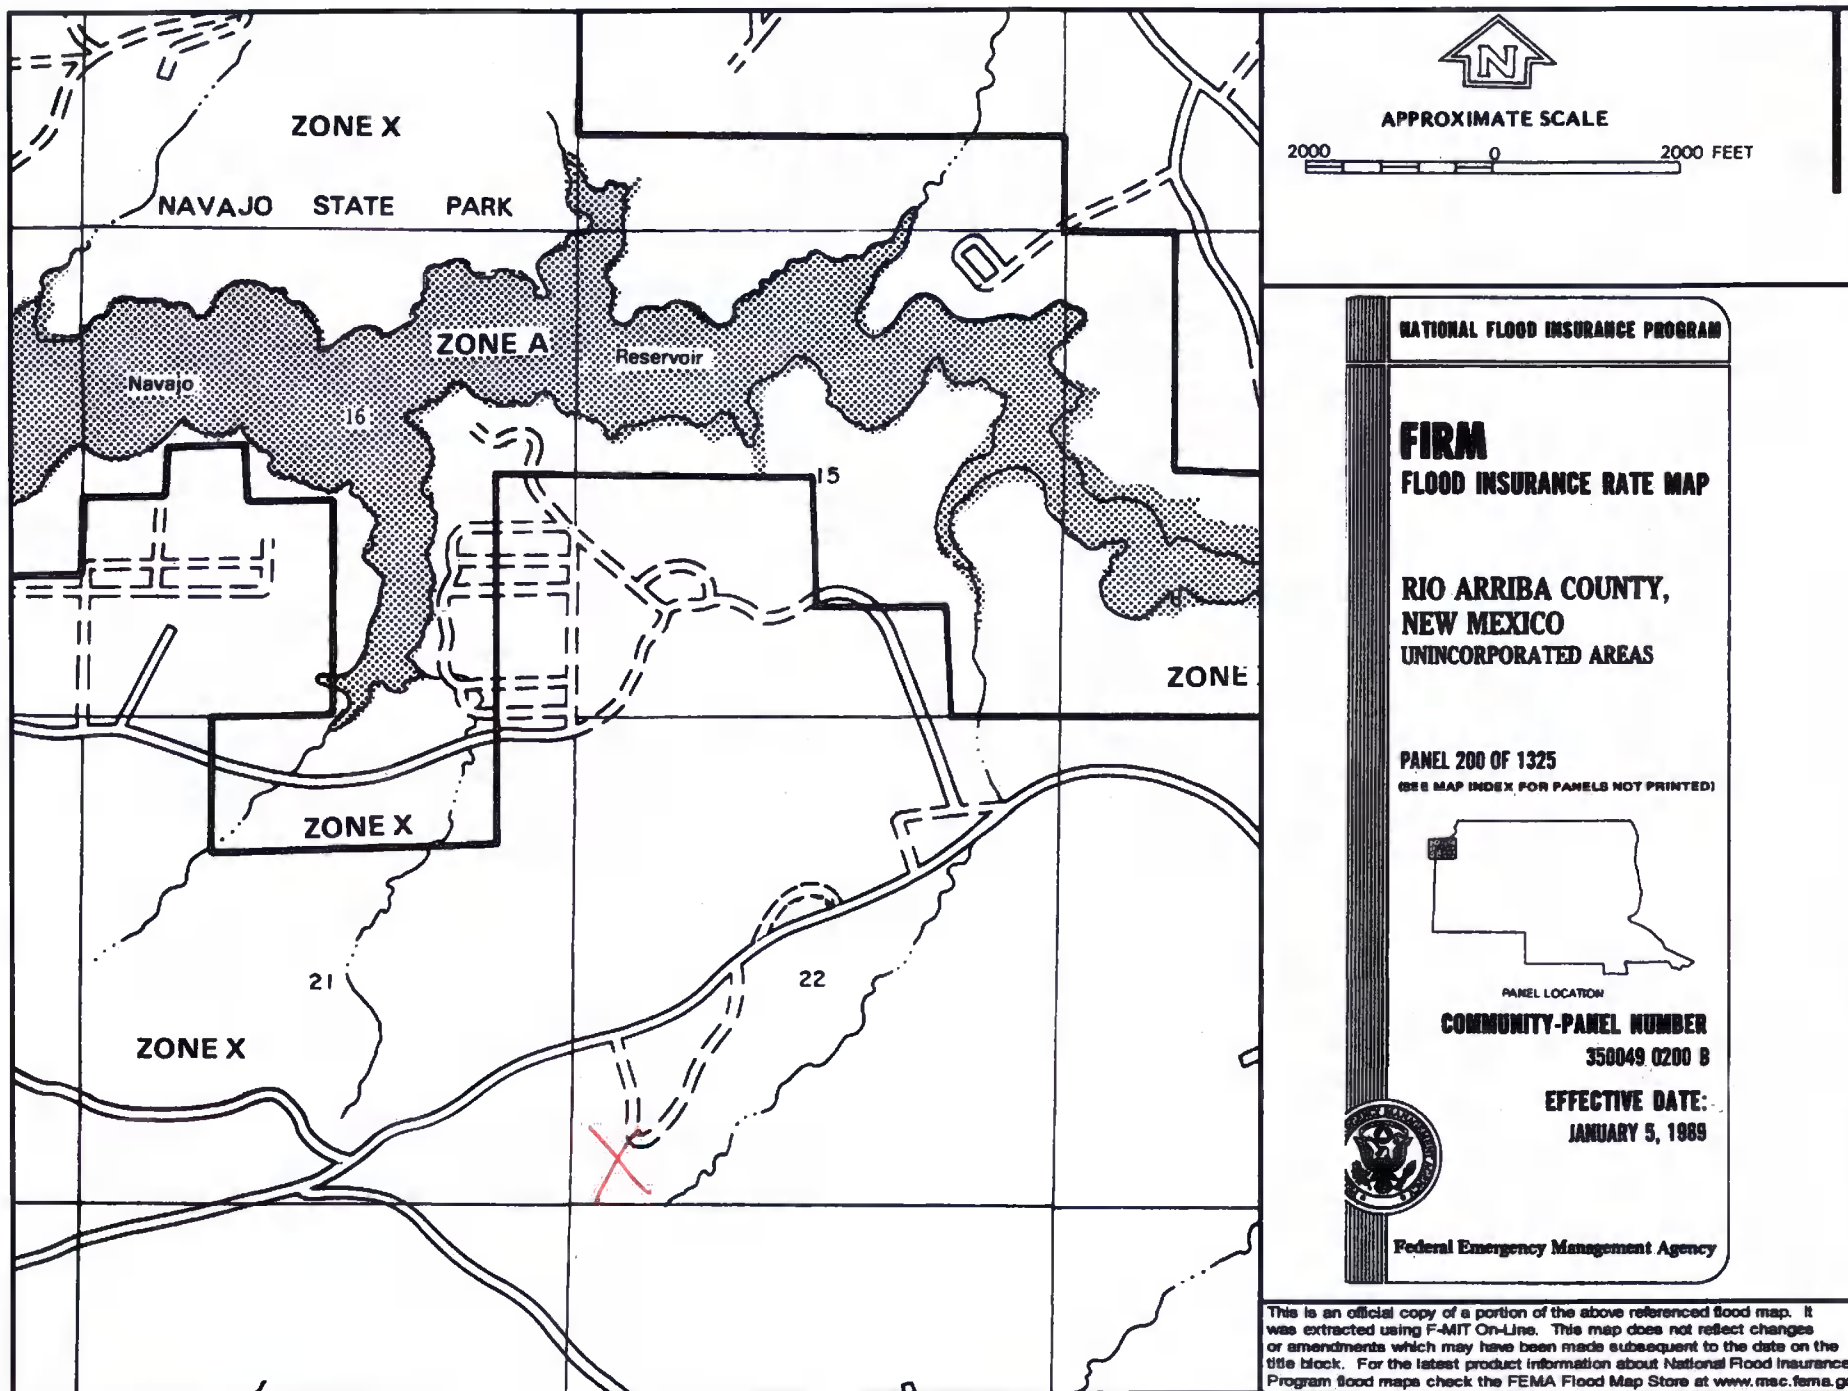 ZONE X
NAVAJO STATE PARK
ZONE A
Reservoir
Navajo
16
15
ZONE
ZONE X
21
22
ZONE X
N
APPROXIMATE SCALE
2000 0 2000 FEET
NATIONAL FLOOD INSURANCE PROGRAM
FIRM
FLOOD INSURANCE RATE MAP
RIO ARRIBA COUNTY,
NEW MEXICO
UNINCORPORATED AREAS
PANEL 200 OF 1325
(SEE MAP INDEX FOR PANELS NOT PRINTED)
PANEL LOCATION
COMMUNITY-PANEL NUMBER
350049 0200 B
EFFECTIVE DATE:
JANUARY 5, 1989
Federal Emergency Management Agency
This is an official copy of a portion of the above referenced flood map. It
was extracted using F-MIT On-Line. This map does not reflect changes
or amendments which may have been made subsequent to the date on the
title block. For the latest product information about National Flood Insurance
Program flood maps check the FEMA Flood Map Store at www.msc.fema.g